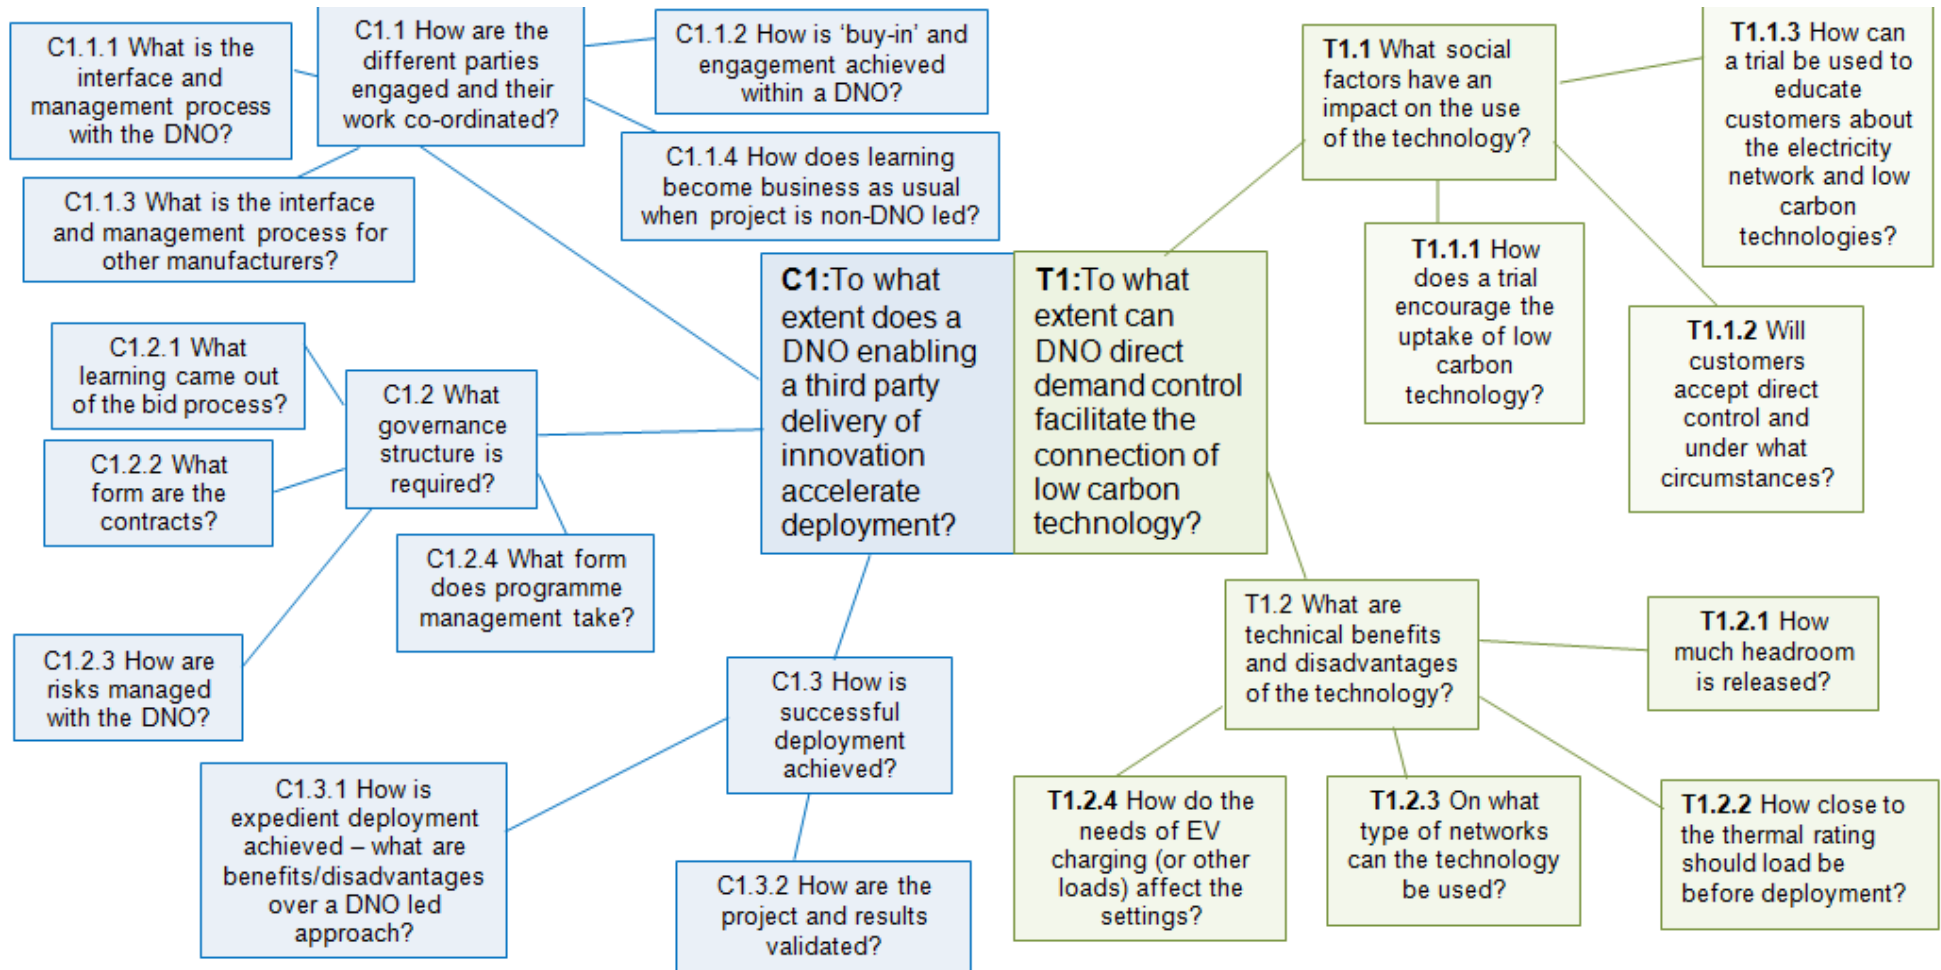 C1.1.1 What is the
interface and
management process
with the DNO?
C1.1 How are the
different parties
engaged and their
work co-ordinated?
C1.1.2 How is ‘buy-in’ and
engagement achieved
within a DNO?
C1.1.4 How does learning
become business as usual
when project is non-DNO led?
C1.1.3 What is the interface
and management process for
other manufacturers?
C1:To what
extent does a
DNO enabling
a third party
delivery of
innovation
accelerate
deployment?
C1.2.1 What
learning came out
of the bid process?
C1.2 What
governance
structure is
required?
C1.2.2 What
form are the
contracts?
C1.2.4 What form
does programme
management take?
C1.2.3 How are
risks managed
with the DNO?
C1.3 How is
successful
deployment
achieved?
C1.3.1 How is
expedient deployment
achieved – what are
benefits/disadvantages
over a DNO led
approach?
C1.3.2 How are the
project and results
validated?
T1:To what
extent can
DNO direct
demand control
facilitate the
connection of
low carbon
technology?
T1.1 What social
factors have an
impact on the use
of the technology?
T1.1.3 How can
a trial be used to
educate
customers about
the electricity
network and low
carbon
technologies?
T1.1.1 How
does a trial
encourage the
uptake of low
carbon
technology?
T1.1.2 Will
customers
accept direct
control and
under what
circumstances?
T1.2 What are
technical benefits
and disadvantages
of the technology?
T1.2.1 How
much headroom
is released?
T1.2.4 How do the
needs of EV
charging (or other
loads) affect the
settings?
T1.2.3 On what
type of networks
can the technology
be used?
T1.2.2 How close to
the thermal rating
should load be
before deployment?